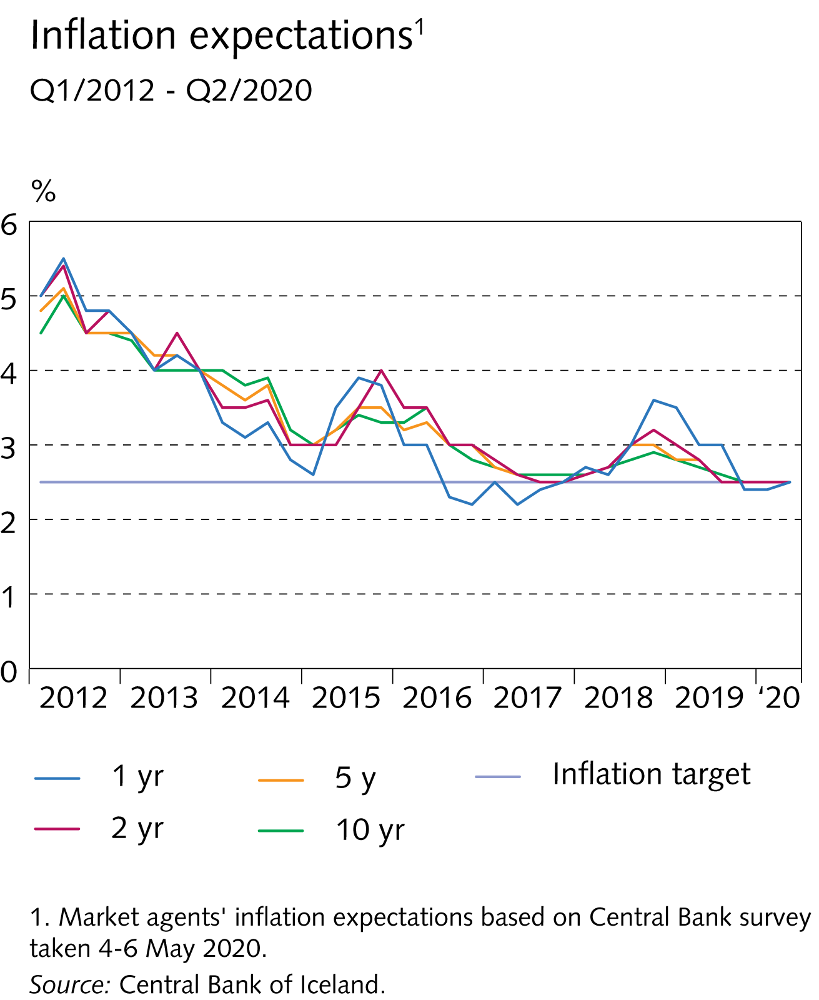 Inflation expectations¹
Q1/2012 - Q2/2020
%
6
5
4
3
2
1
0
2012 2013 2014 2015 2016 2017 2018 2019 ‘20
1 yr 5 y Inflation target
2 yr 10 yr
1. Market agents' inflation expectations based on Central Bank survey
taken 4-6 May 2020.
Source: Central Bank of Iceland.